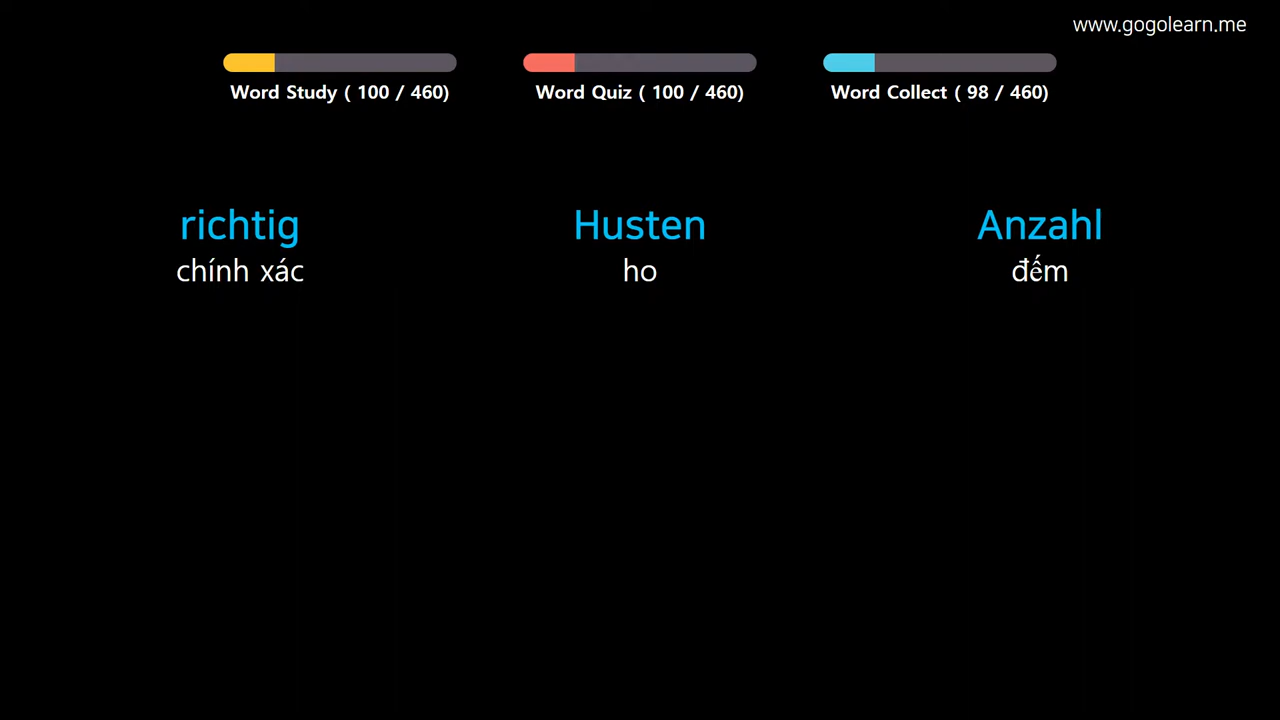 www.gogolearn.me
Word Study ( 100 / 460)
Word Quiz ( 100 / 460)
Word Collect ( 98 / 460)
richtig
chính xác
Husten
ho
Anzahl
đếm